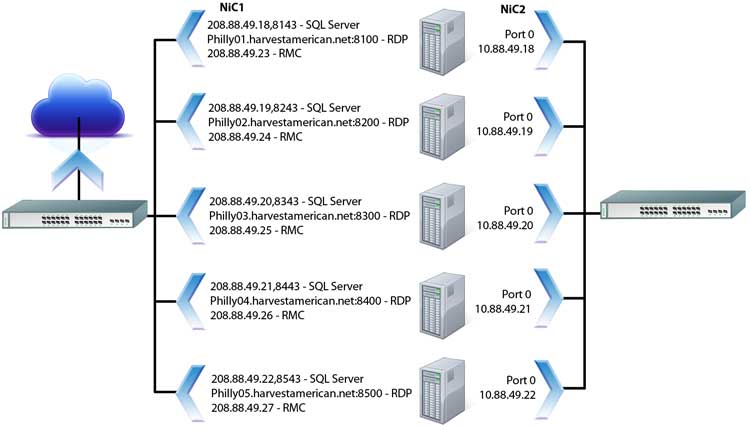 NiC1
NiC2
208.88.49.18,8143 - SQL Server
Philly01.harvestamerican.net:8100 - RDP
208.88.49.23 - RMC
Port 0
10.88.49.18
208.88.49.19,8243 - SQL Server
Philly02.harvestamerican.net:8200 - RDP
208.88.49.24 - RMC
Port 0
10.88.49.19
208.88.49.20,8343 - SQL Server
Philly03.harvestamerican.net:8300 - RDP
208.88.49.25 - RMC
Port 0
10.88.49.20
208.88.49.21,8443 - SQL Server
Philly04.harvestamerican.net:8400 - RDP
208.88.49.26 - RMC
Port 0
10.88.49.21
208.88.49.22,8543 - SQL Server
Philly05.harvestamerican.net:8500 - RDP
208.88.49.27 - RMC
Port 0
10.88.49.22